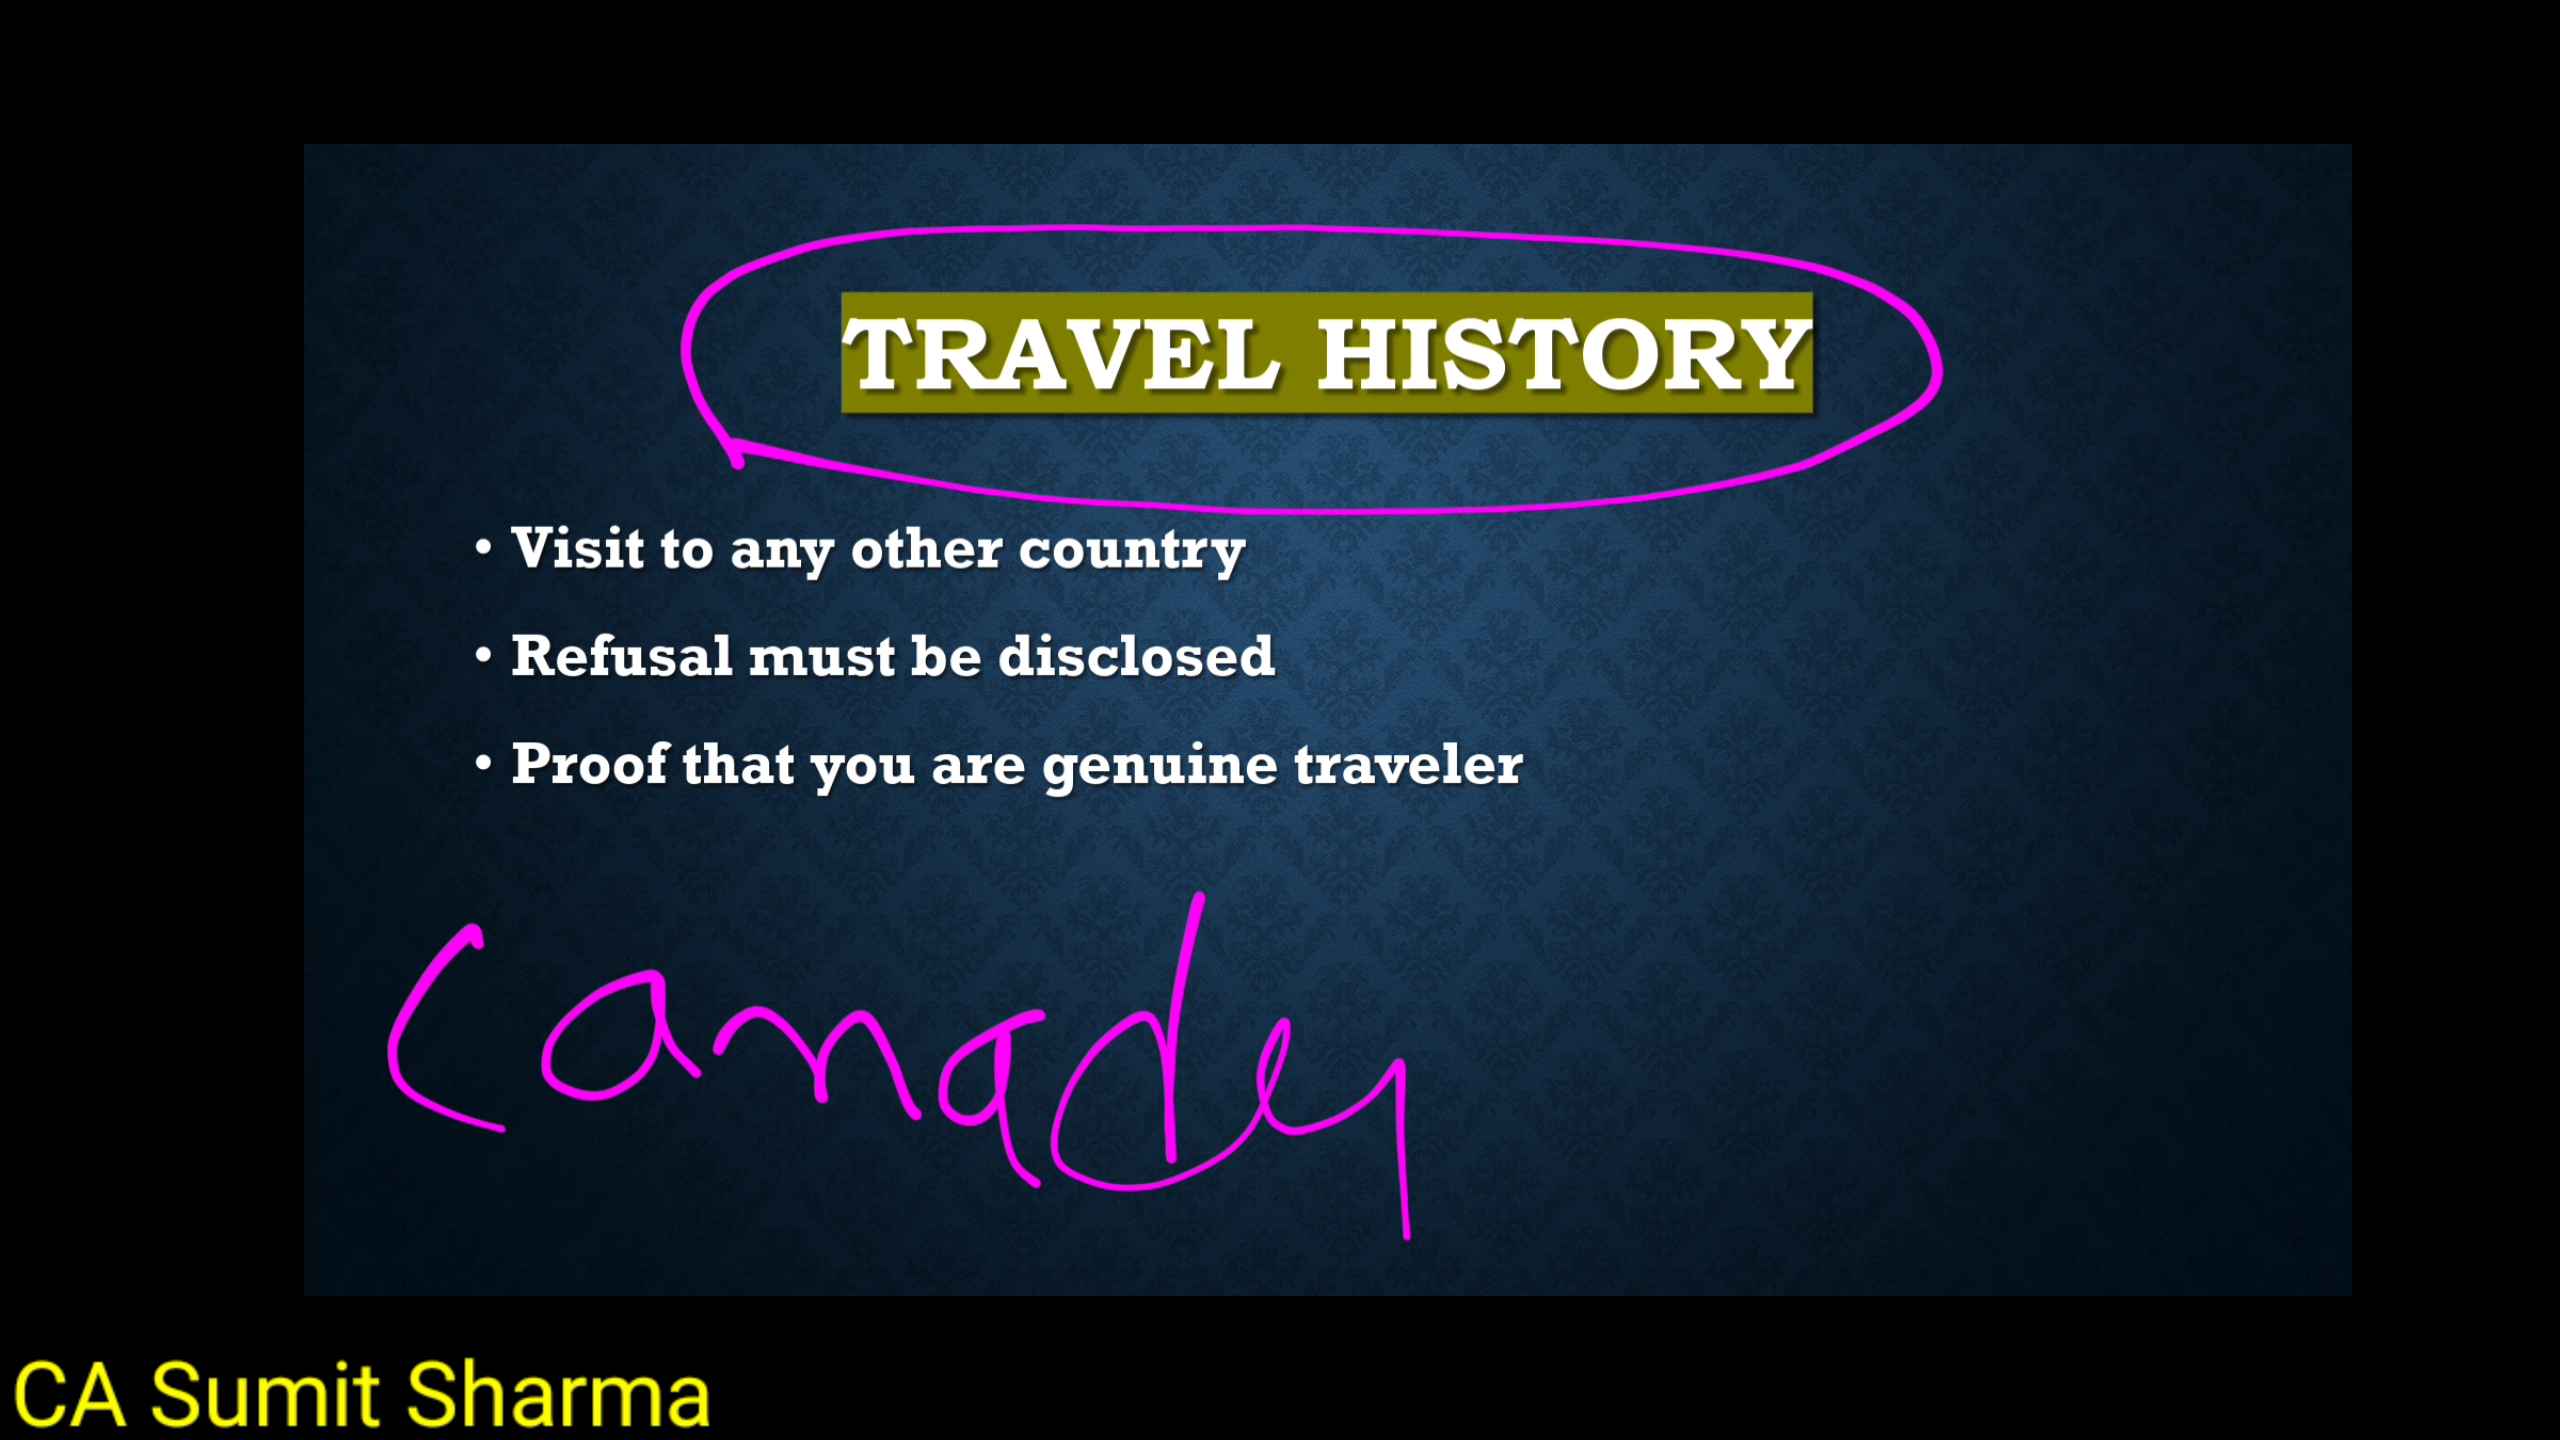 TRAVEL HISTORY
• Visit to any other country
• Refusal must be disclosed
• Proof that you are genuine traveler
Canada
CA Sumit Sharma